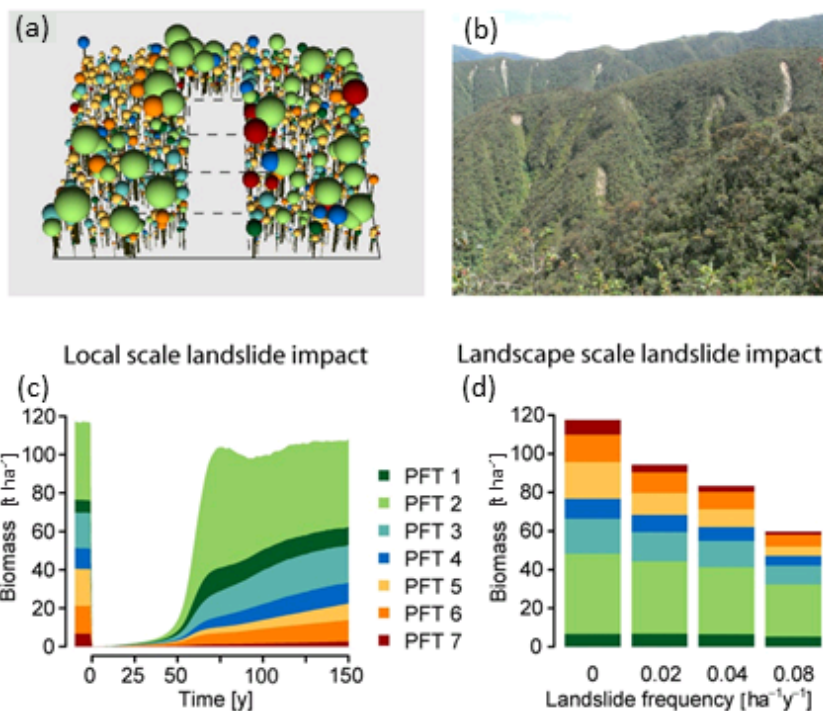 (a)
(b)
Local scale landslide impact
Landscape scale landslide impact
(c)
(d)
Biomass [t ha⁻¹]
120
100
80
60
40
20
0
0 25 50 100 150
Time [y]
PFT 1
PFT 2
PFT 3
PFT 4
PFT 5
PFT 6
PFT 7
Biomass [t ha⁻¹]
120
100
80
60
40
20
0
0 0.02 0.04 0.08
Landslide frequency [ha⁻¹y⁻¹]